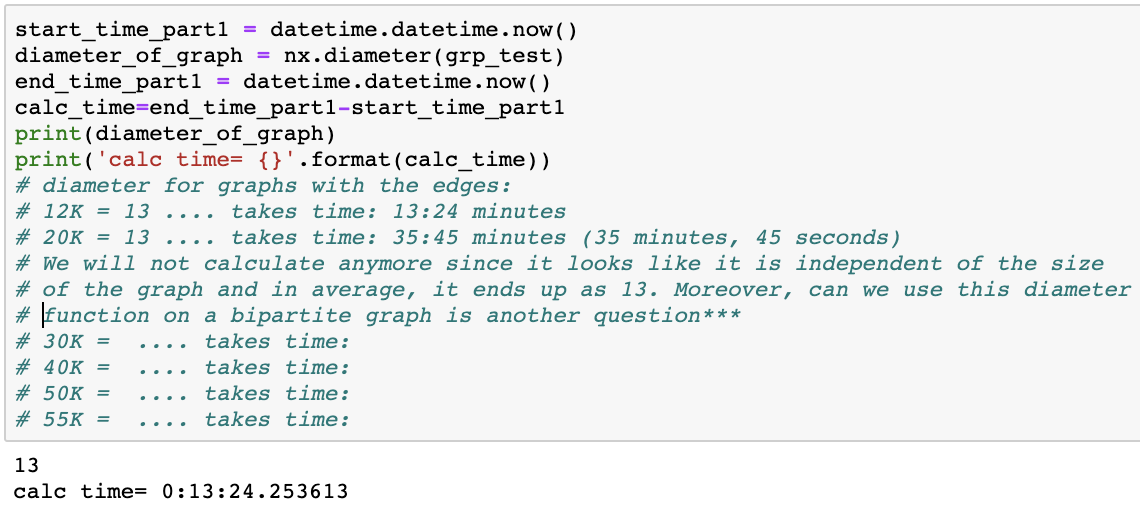 start_time_part1 = datetime.datetime.now()
diameter_of_graph = nx.diameter(grp_test)
end_time_part1 = datetime.datetime.now()
calc_time=end_time_part1-start_time_part1
print(diameter_of_graph)
print('calc time= {}'.format(calc_time))
# diameter for graphs with the edges:
# 12K = 13 .... takes time: 13:24 minutes
# 20K = 13 .... takes time: 35:45 minutes (35 minutes, 45 seconds)
# We will not calculate anymore since it looks like it is independent of the size
# of the graph and in average, it ends up as 13. Moreover, can we use this diameter
# function on a bipartite graph is another question***
# 30K =  .... takes time:
# 40K =  .... takes time:
# 50K =  .... takes time:
# 55K =  .... takes time:
13
calc time= 0:13:24.253613